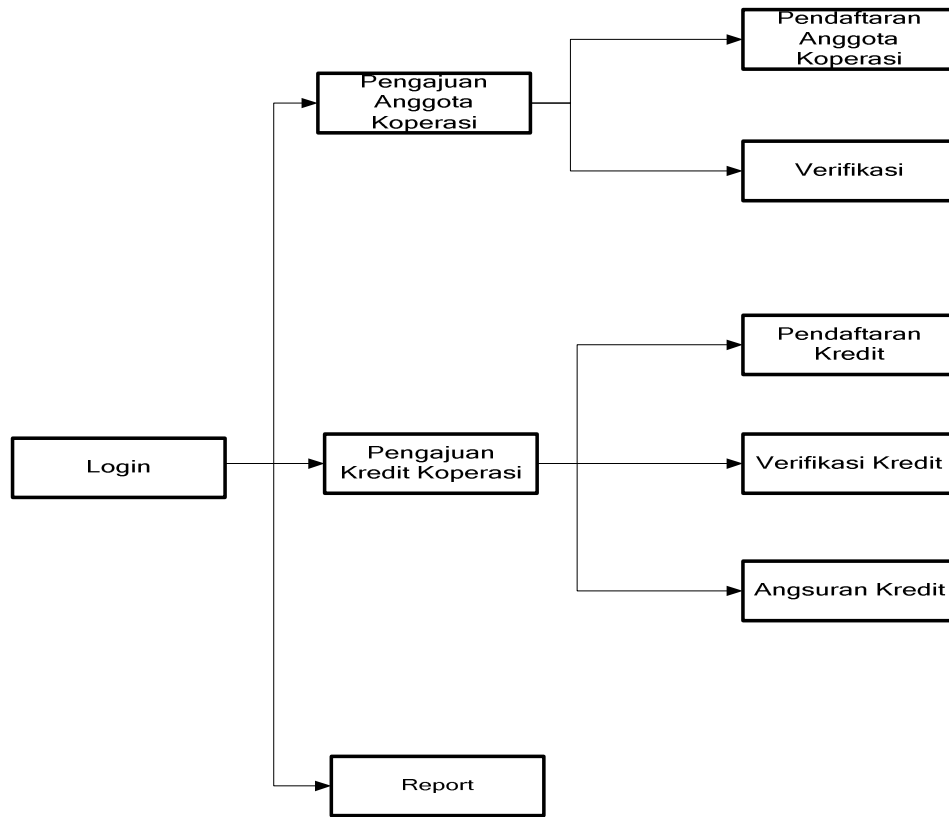 Pendaftaran
Anggota
Koperasi
Pengajuan
Anggota
Koperasi
Verifikasi
Pendaftaran
Kredit
Login
Pengajuan
Kredit Koperasi
Verifikasi Kredit
Angsuran Kredit
Report